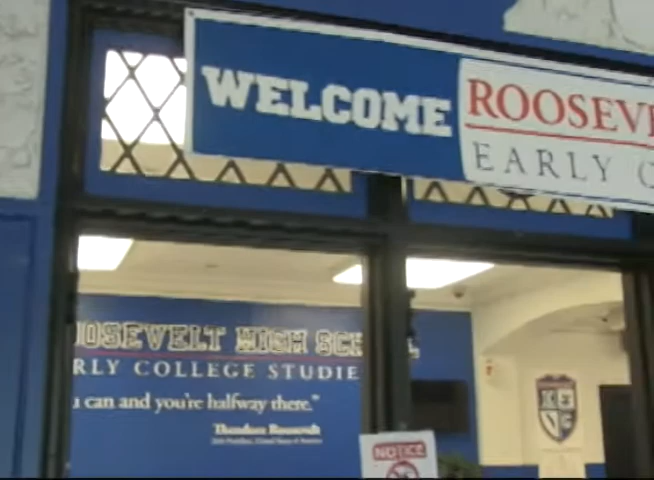 WELCOME
ROOSEVE
EARLY C
OOSEVELT HIGH SCH L
RLY COLLEGE STUDIE
u can and you're halfway there."
Theodore Roosevelt
NOTICE